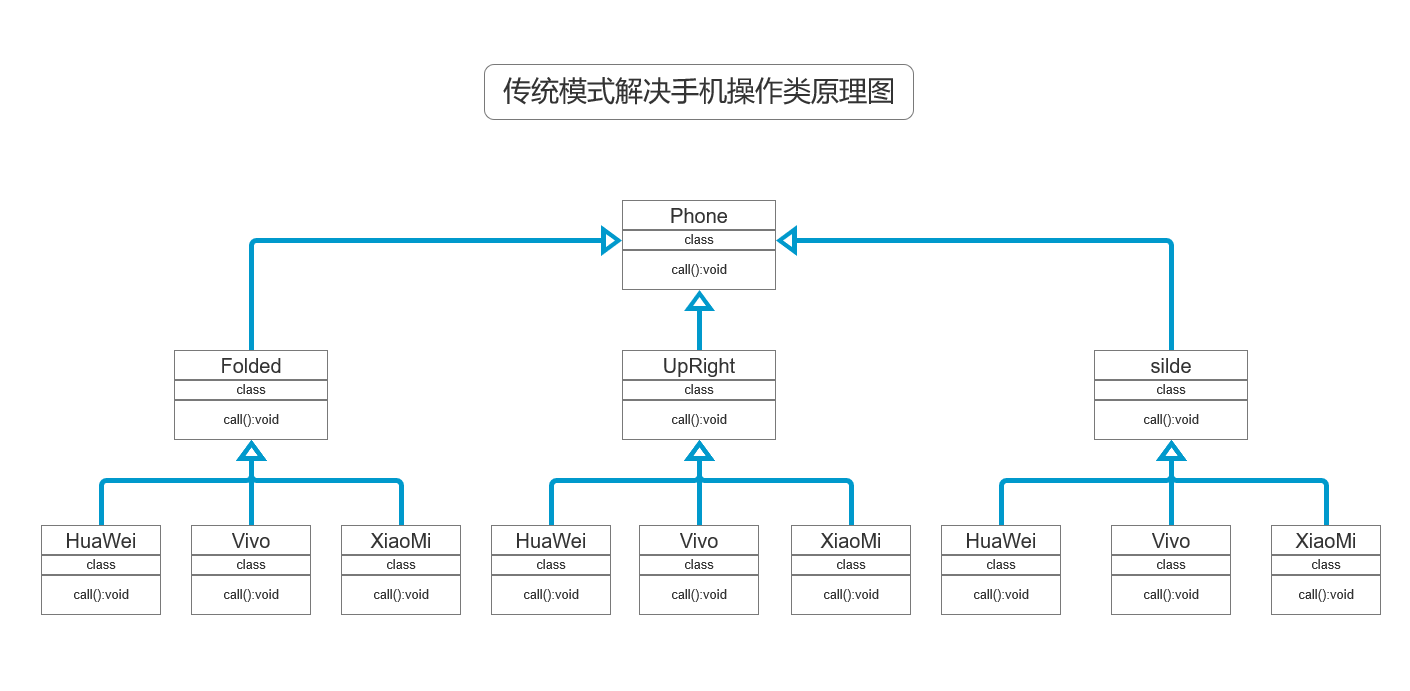 传统模式解决手机操作类原理图
Phone
class
call():void
Folded
class
call():void
UpRight
class
call():void
silde
class
call():void
HuaWei
class
call():void
Vivo
class
call():void
XiaoMi
class
call():void
HuaWei
class
call():void
Vivo
class
call():void
XiaoMi
class
call():void
HuaWei
class
call():void
Vivo
class
call():void
XiaoMi
class
call():void